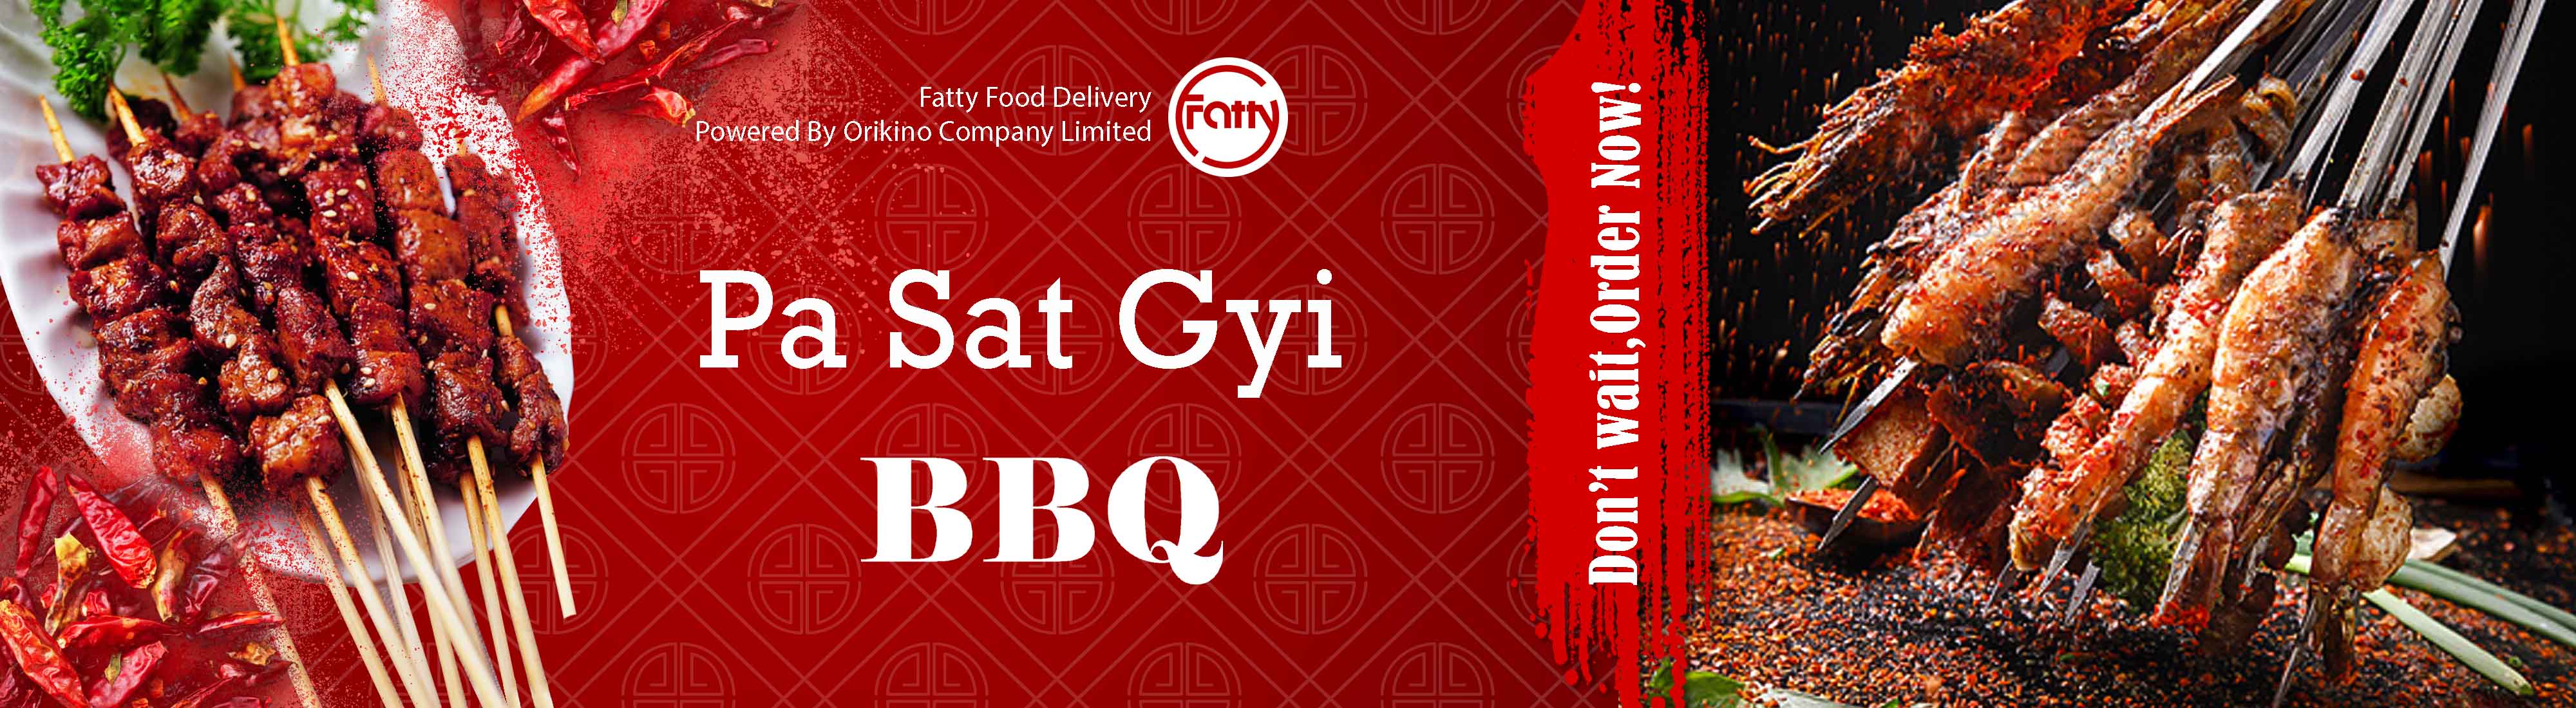 Fatty Food Delivery
Powered By Orikino Company Limited
Fatty
Pa Sat Gyi
BBQ
Don't wait,Order Now!